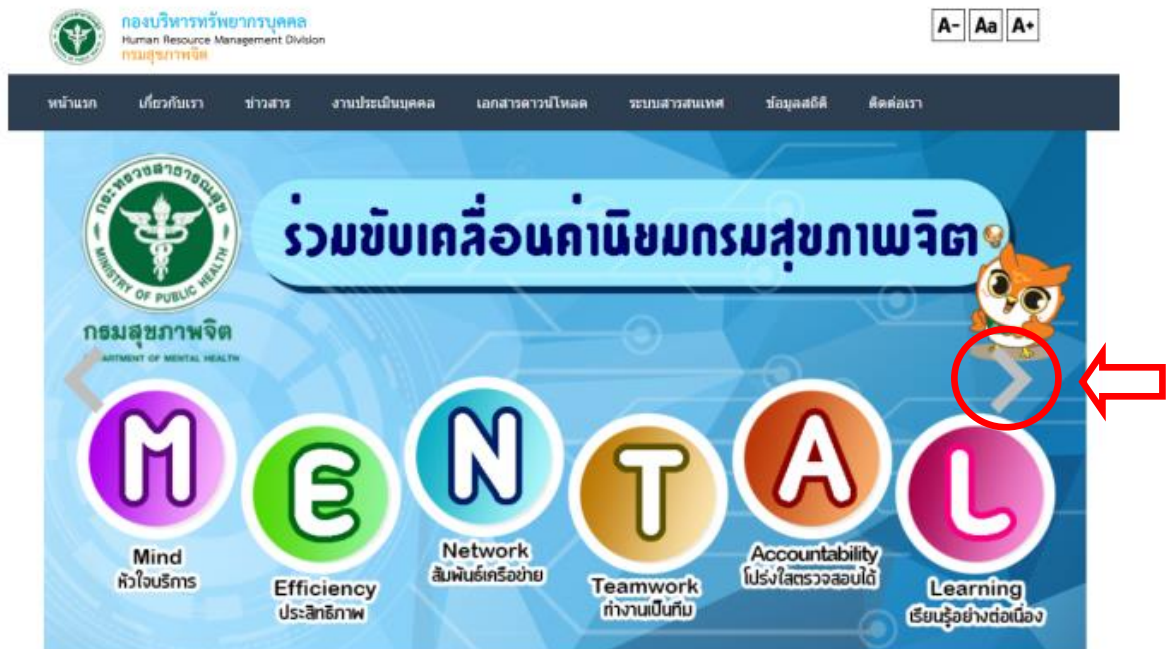 กองบริหารทรัพยากรบุคคล
Human Resource Management Division
กรมสุขภาพจิต
A- Aa A+
หน้าแรก เกี่ยวกับเรา ข่าวสาร งานประเมินบุคคล เอกสารดาวน์โหลด ระบบสารสนเทศ ข้อมูลสถิติ ติดต่อเรา
กระทรวงสาธารณสุข
MINISTRY OF PUBLIC HEALTH
กรมสุขภาพจิต
DEPARTMENT OF MENTAL HEALTH
ร่วมขับเคลื่อนค่านิยมกรมสุขภาพจิต
M E N T A L
Mind
หัวใจบริการ
Efficiency
ประสิทธิภาพ
Network
สัมพันธ์เครือข่าย
Teamwork
ทำงานเป็นทีม
Accountability
โปร่งใสตรวจสอบได้
Learning
เรียนรู้อย่างต่อเนื่อง